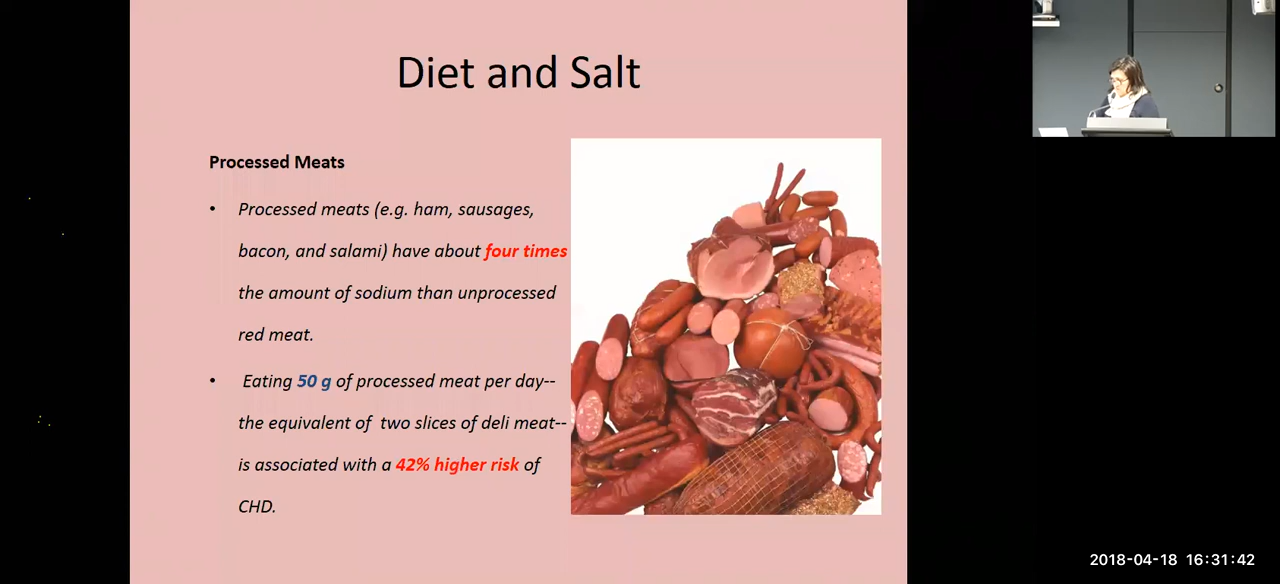 Diet and Salt
Processed Meats
• Processed meats (e.g. ham, sausages,
bacon, and salami) have about four times
the amount of sodium than unprocessed
red meat.
• Eating 50 g of processed meat per day--
the equivalent of two slices of deli meat--
is associated with a 42% higher risk of
CHD.
2018-04-18 16:31:42